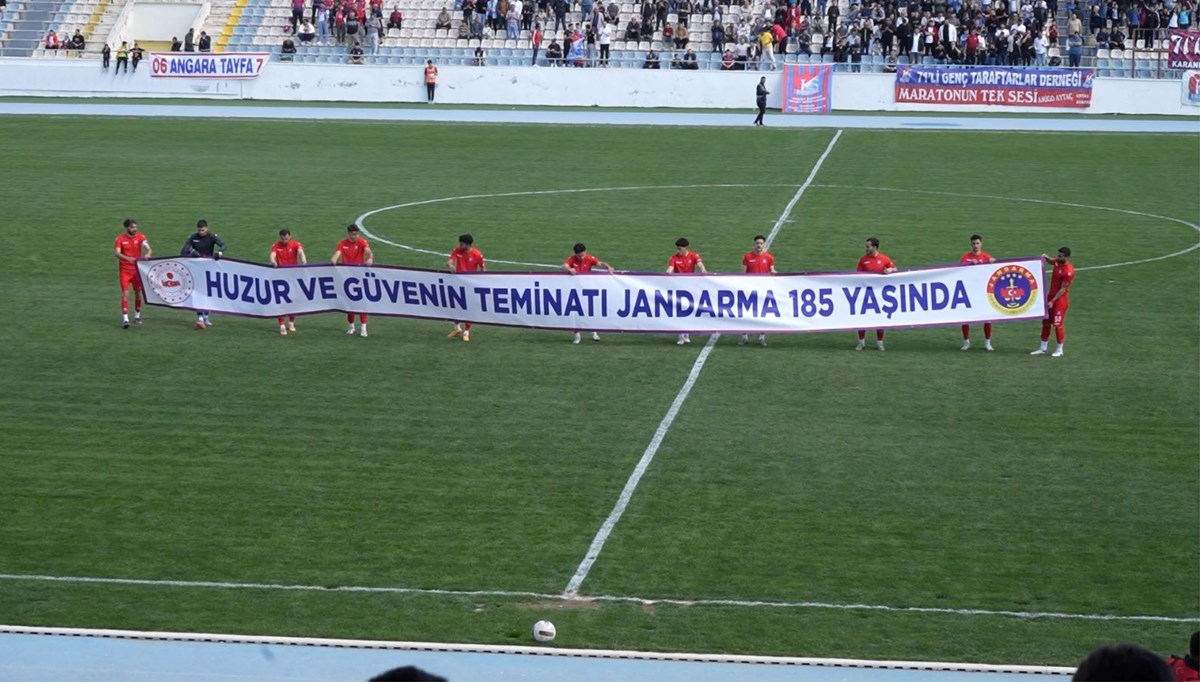 06 ANGARA TAYFA 7
71'Lİ GENÇ TARAFTARLAR DERNEĞİ
MARATONUN TEK SESİ
HUZUR VE GÜVENİN TEMİNATI JANDARMA 185 YAŞINDA
JANDARMA